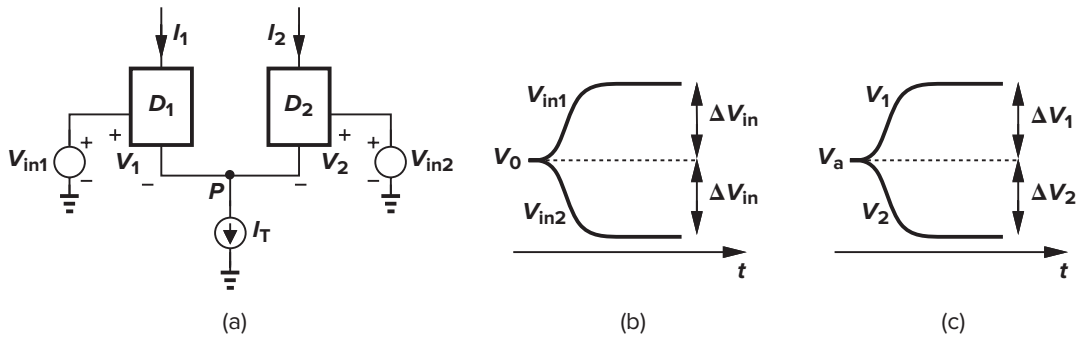 I1
I2
D1
D2
+
V1
−
+
V2
−
+
Vin1
−
+
Vin2
−
P
IT
(a)
Vin1
V0
Vin2
ΔVin
ΔVin
t
(b)
V1
Va
V2
ΔV1
ΔV2
t
(c)